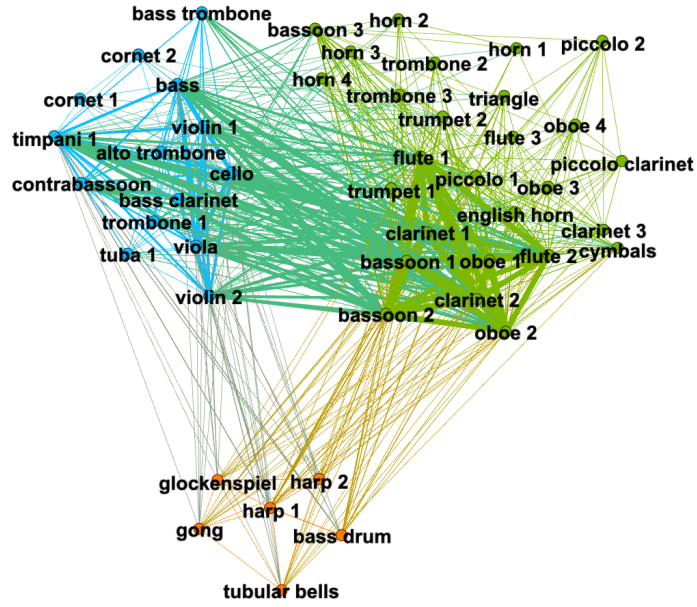 bass trombone
bassoon 3
horn 2
cornet 2
horn 3
horn 1
piccolo 2
trombone 2
bass
horn 4
cornet 1
trombone 3
triangle
violin 1
trumpet 2
oboe 4
timpani 1
flute 3
alto trombone
flute 1
piccolo clarinet
cello
contrabassoon
trumpet 1
piccolo 1
oboe 3
bass clarinet
trombone 1
english horn
clarinet 1
clarinet 3
viola
tuba 1
bassoon 1
oboe 1
flute 2
cymbals
violin 2
clarinet 2
bassoon 2
oboe 2
glockenspiel
harp 2
harp 1
gong
bass drum
tubular bells